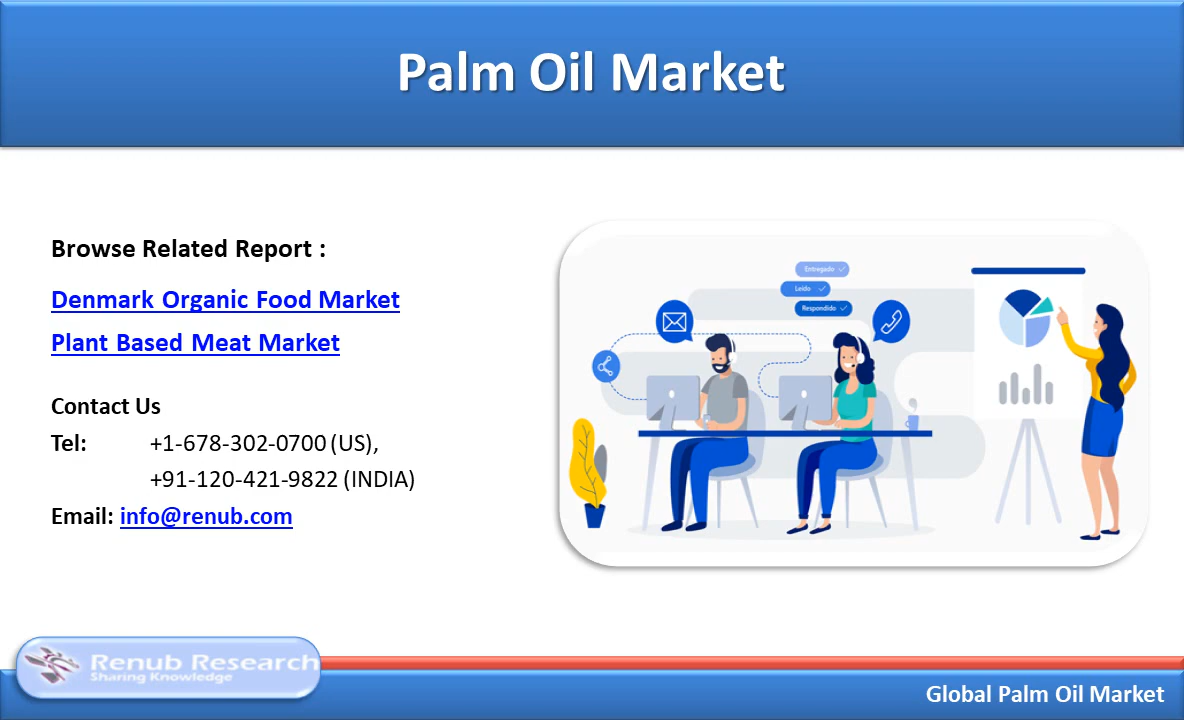 Palm Oil Market
Browse Related Report :
Denmark Organic Food Market
Plant Based Meat Market
Contact Us
Tel: +1-678-302-0700 (US),
+91-120-421-9822 (INDIA)
Email: info@renub.com
Entregado
Leído
Respondido
Renub Research
Sharing Knowledge
Global Palm Oil Market